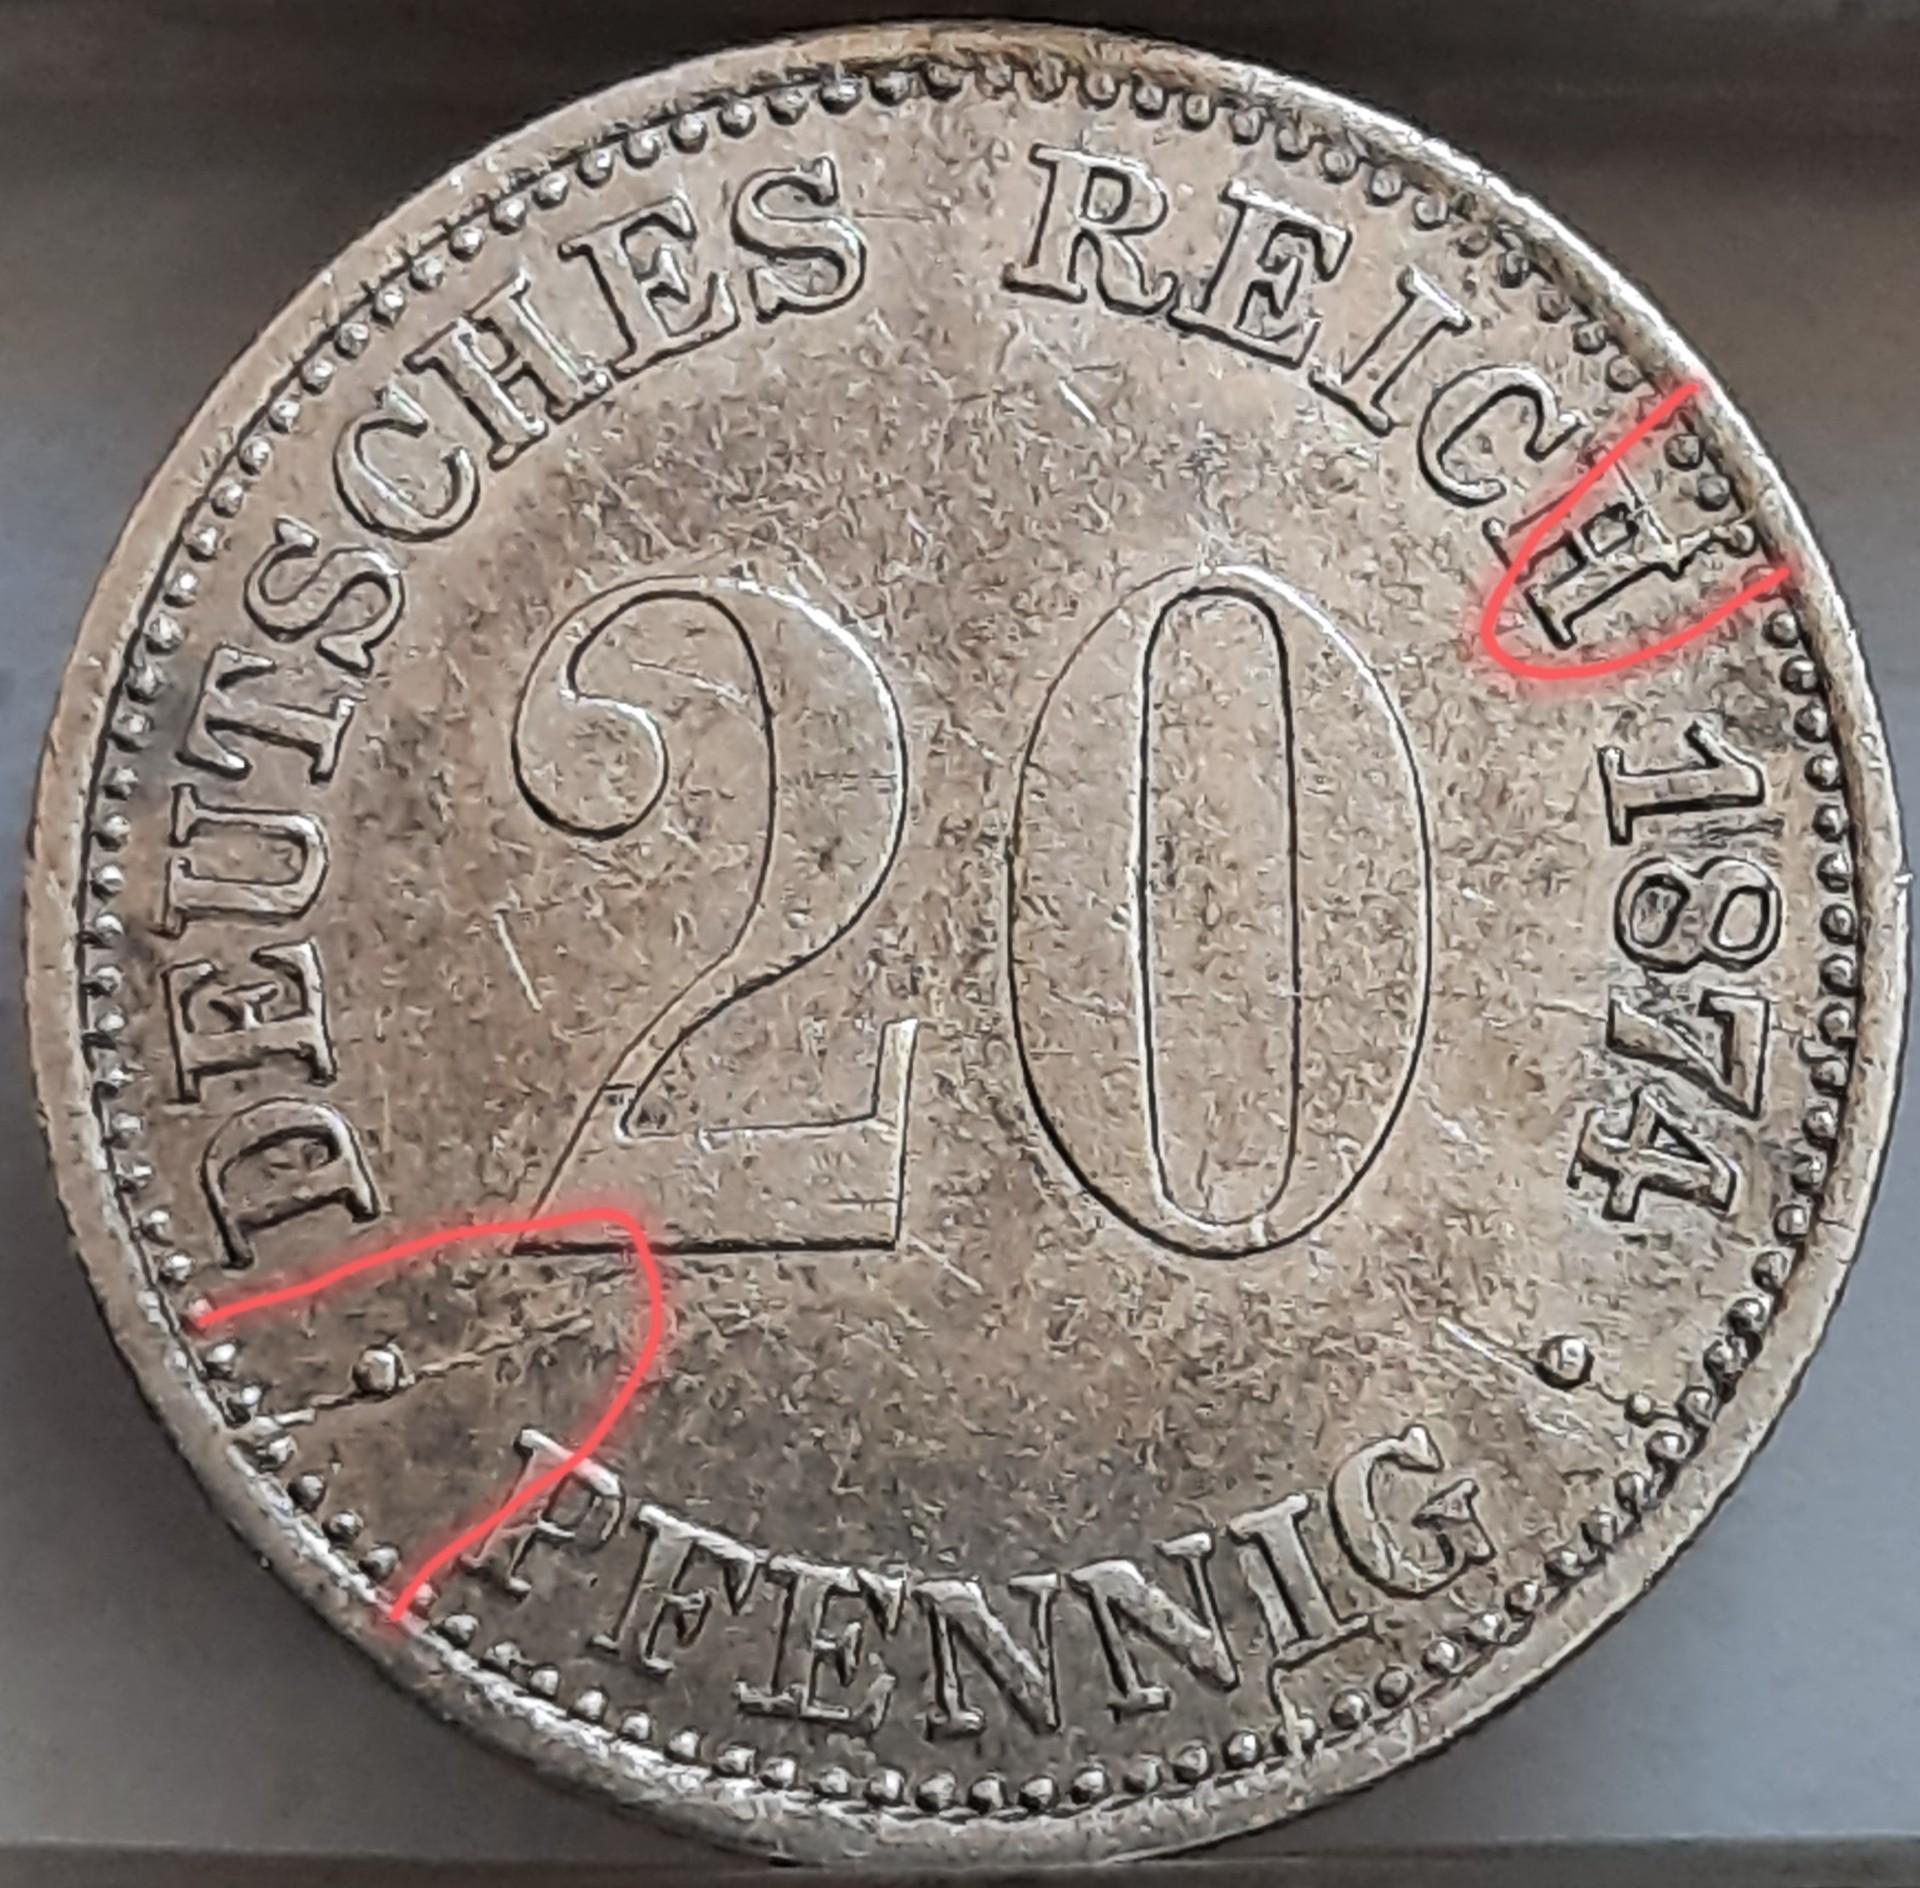 DEUTSCHES REICH 1874
20
PFENNIG